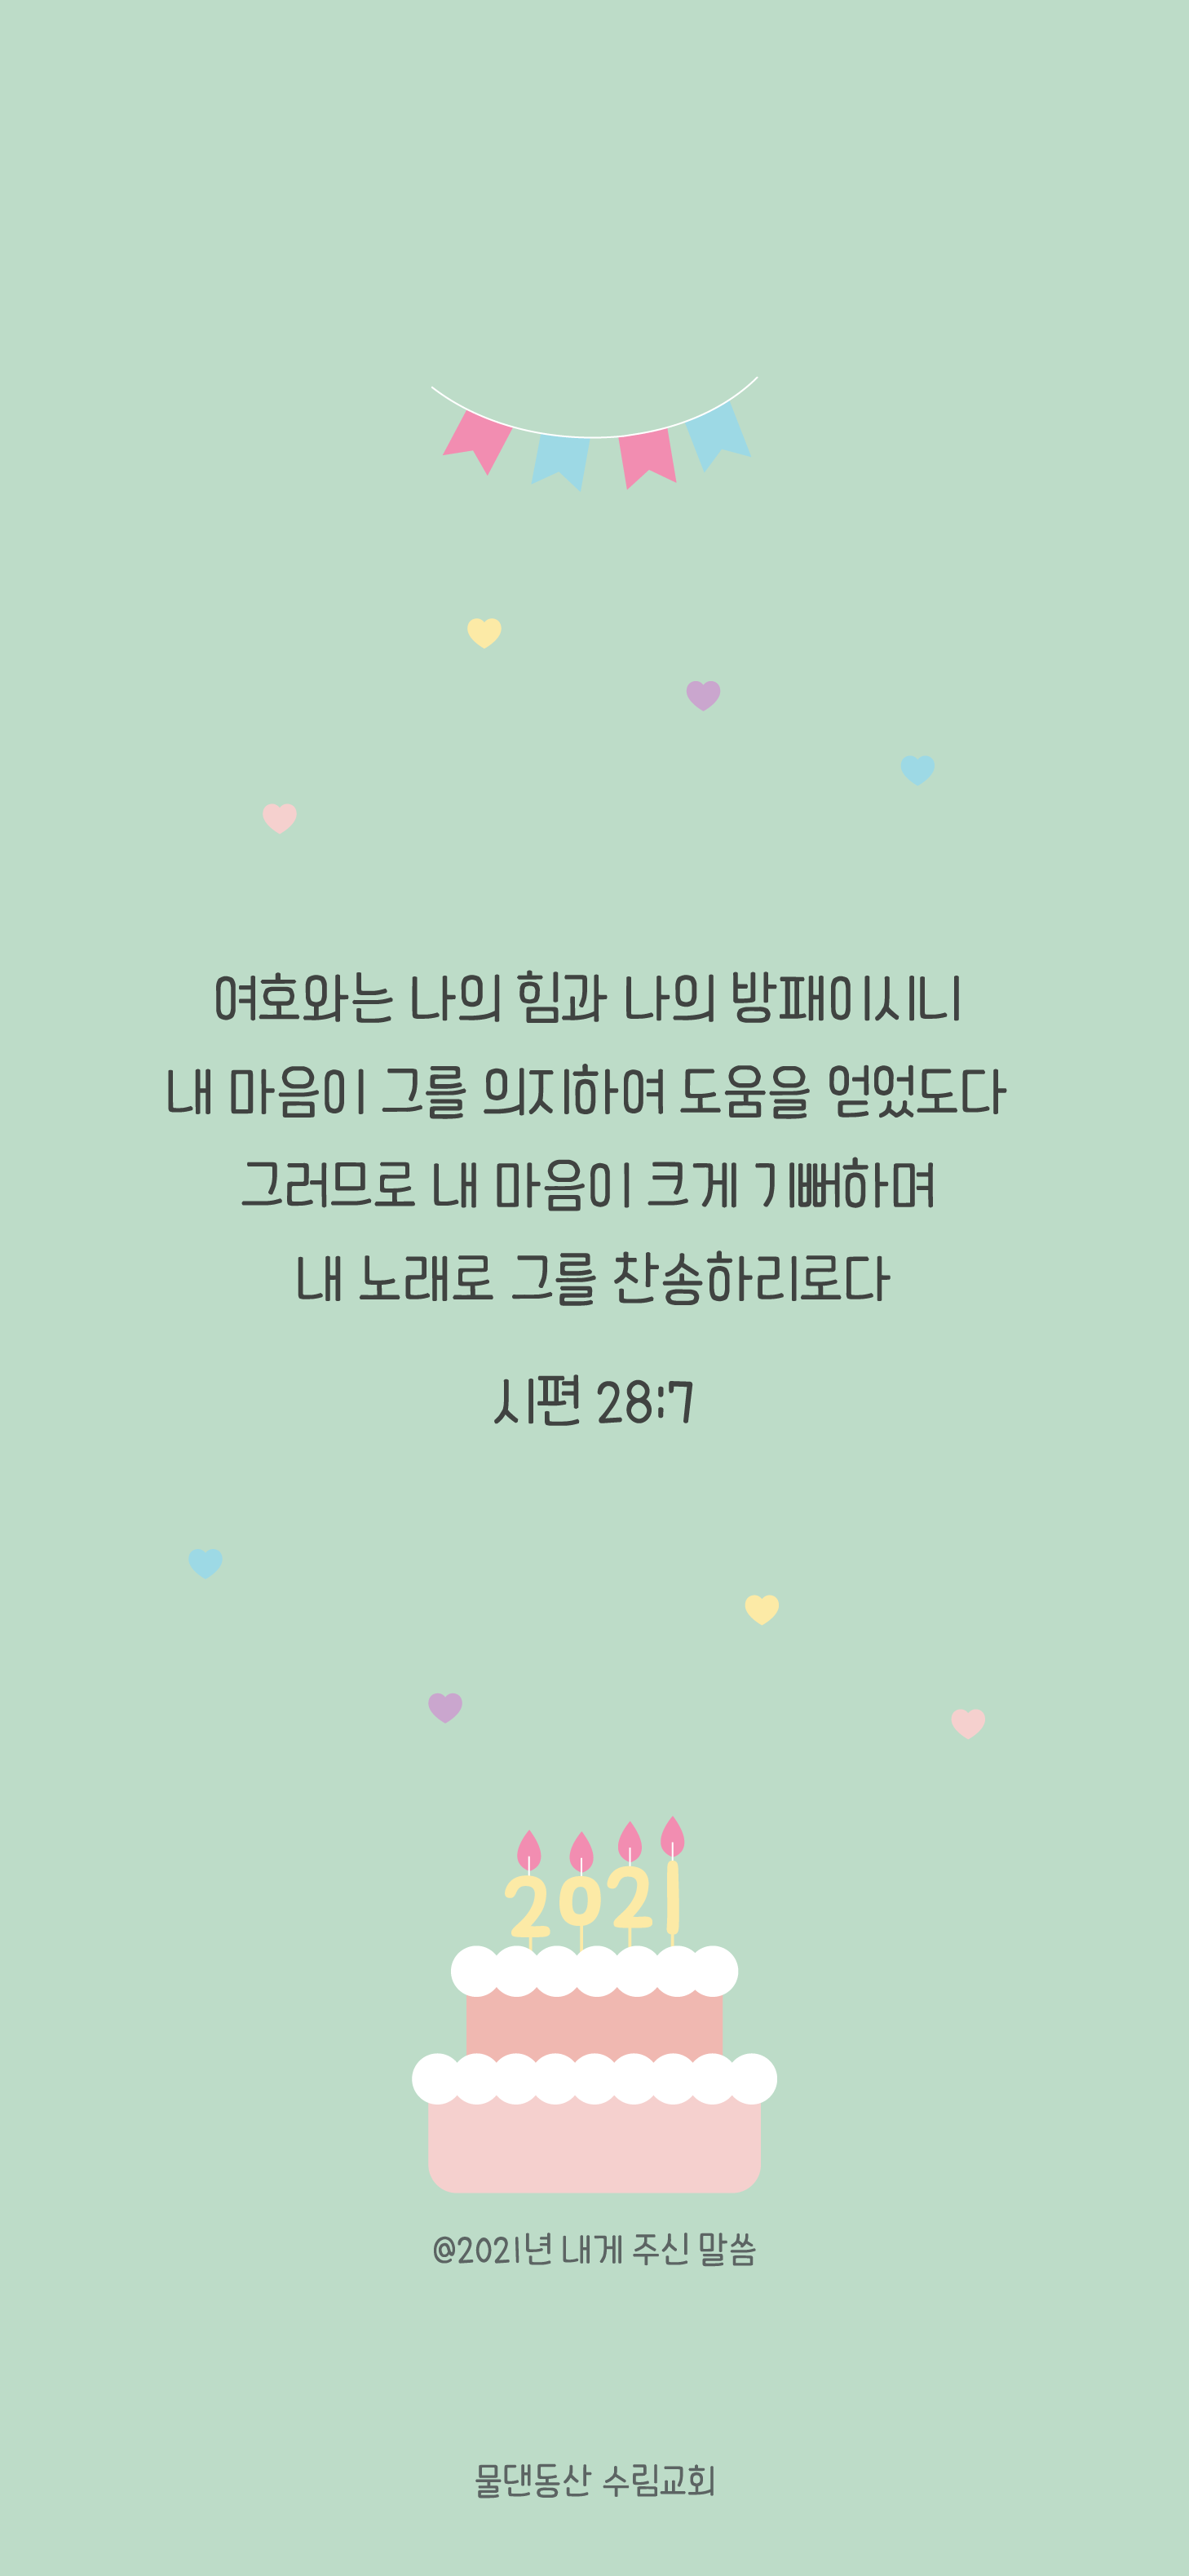 여호와는 나의 힘과 나의 방패이시니
내 마음이 그를 의지하여 도움을 얻었도다
그러므로 내 마음이 크게 기뻐하며
내 노래로 그를 찬송하리로다
시편 28:7
2021
@2021년 내게 주신 말씀
물댄동산 수림교회